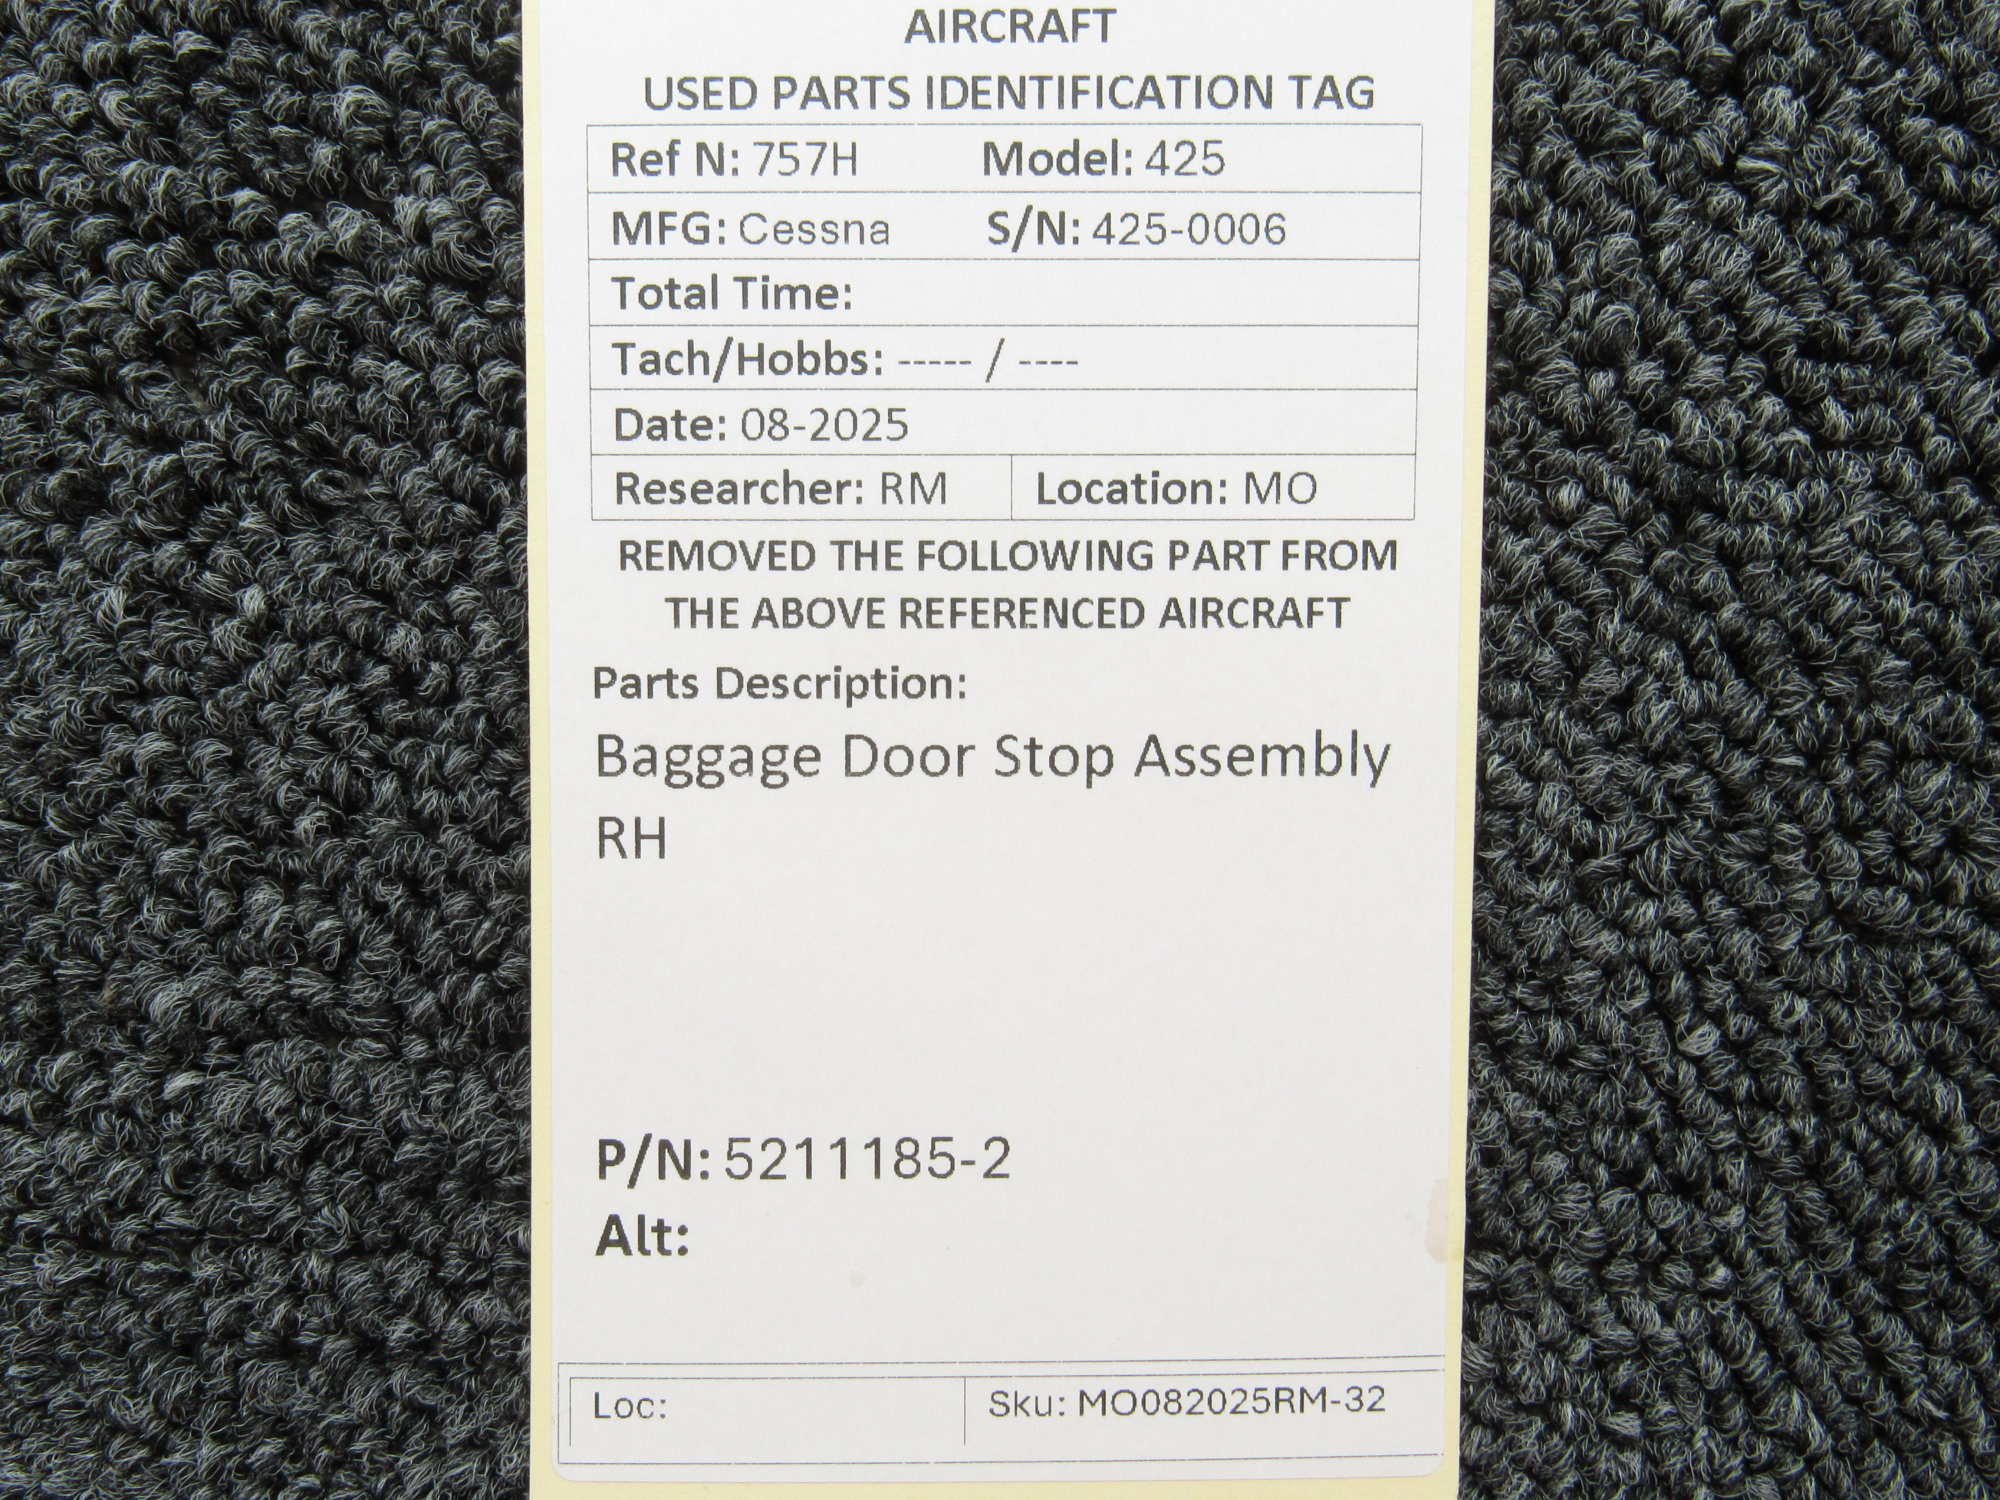 AIRCRAFT
USED PARTS IDENTIFICATION TAG
Ref N: 757H Model: 425
MFG: Cessna S/N: 425-0006
Total Time:
Tach/Hobbs: ----- / ----
Date: 08-2025
Researcher: RM Location: MO
REMOVED THE FOLLOWING PART FROM
THE ABOVE REFERENCED AIRCRAFT
Parts Description:
Baggage Door Stop Assembly
RH
P/N: 5211185-2
Alt:
Loc: Sku: MO082025RM-32